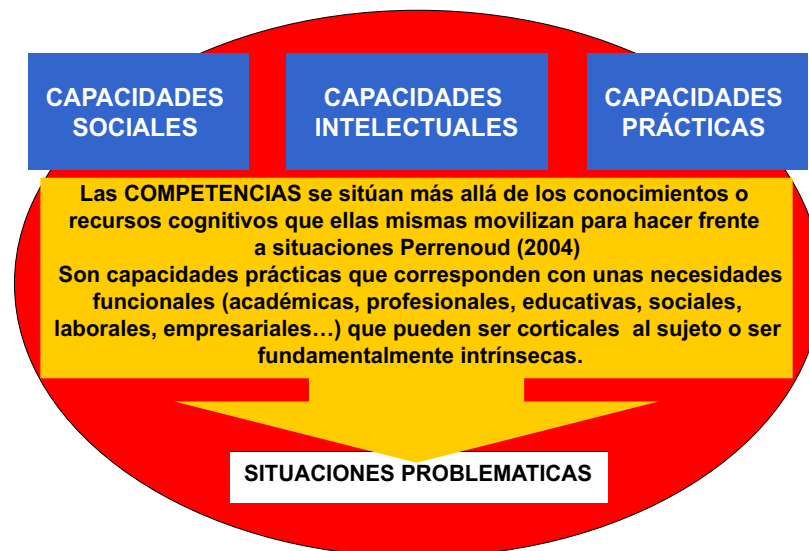 CAPACIDADES
SOCIALES
CAPACIDADES
INTELECTUALES
CAPACIDADES
PRÁCTICAS
Las COMPETENCIAS se sitúan más allá de los conocimientos o
recursos cognitivos que ellas mismas movilizan para hacer frente
a situaciones Perrenoud (2004)
Son capacidades prácticas que corresponden con unas necesidades
funcionales (académicas, profesionales, educativas, sociales,
laborales, empresariales…) que pueden ser corticales al sujeto o ser
fundamentalmente intrínsecas.
SITUACIONES PROBLEMATICAS